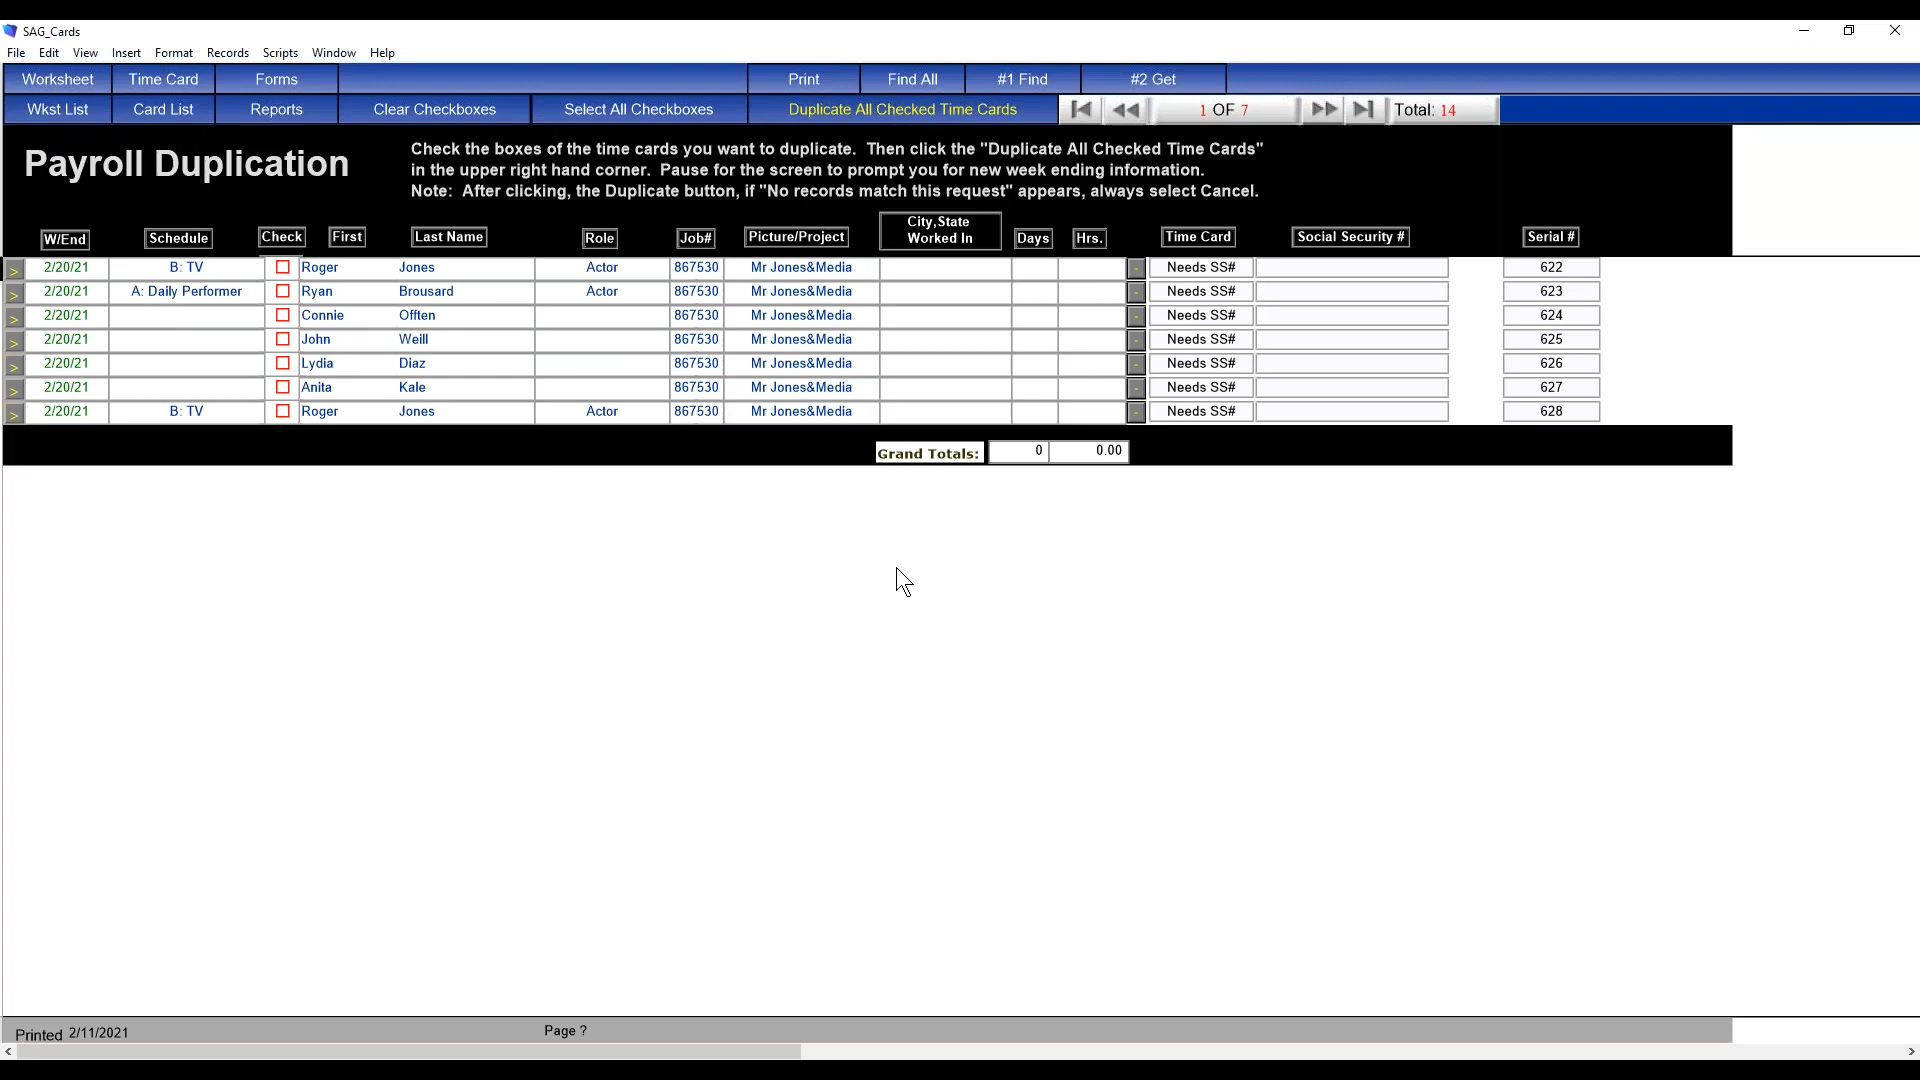 SAG_Cards
File Edit View Insert Format Records Scripts Window Help
Worksheet Time Card Forms Print Find All #1 Find #2 Get
Wkst List Card List Reports Clear Checkboxes Select All Checkboxes Duplicate All Checked Time Cards 1 OF 7 Total: 14
Payroll Duplication
Check the boxes of the time cards you want to duplicate. Then click the "Duplicate All Checked Time Cards"
in the upper right hand corner. Pause for the screen to prompt you for new week ending information.
Note: After clicking, the Duplicate button, if "No records match this request" appears, always select Cancel.
W/End Schedule Check First Last Name Role Job# Picture/Project City,State Worked In Days Hrs. Time Card Social Security # Serial #
> 2/20/21 B: TV Roger Jones Actor 867530 Mr Jones&Media - Needs SS# 622
> 2/20/21 A: Daily Performer Ryan Brousard Actor 867530 Mr Jones&Media - Needs SS# 623
> 2/20/21 Connie Offten 867530 Mr Jones&Media - Needs SS# 624
> 2/20/21 John Weill 867530 Mr Jones&Media - Needs SS# 625
> 2/20/21 Lydia Diaz 867530 Mr Jones&Media - Needs SS# 626
> 2/20/21 Anita Kale 867530 Mr Jones&Media - Needs SS# 627
> 2/20/21 B: TV Roger Jones Actor 867530 Mr Jones&Media - Needs SS# 628
Grand Totals: 0 0.00
Printed 2/11/2021 Page ?